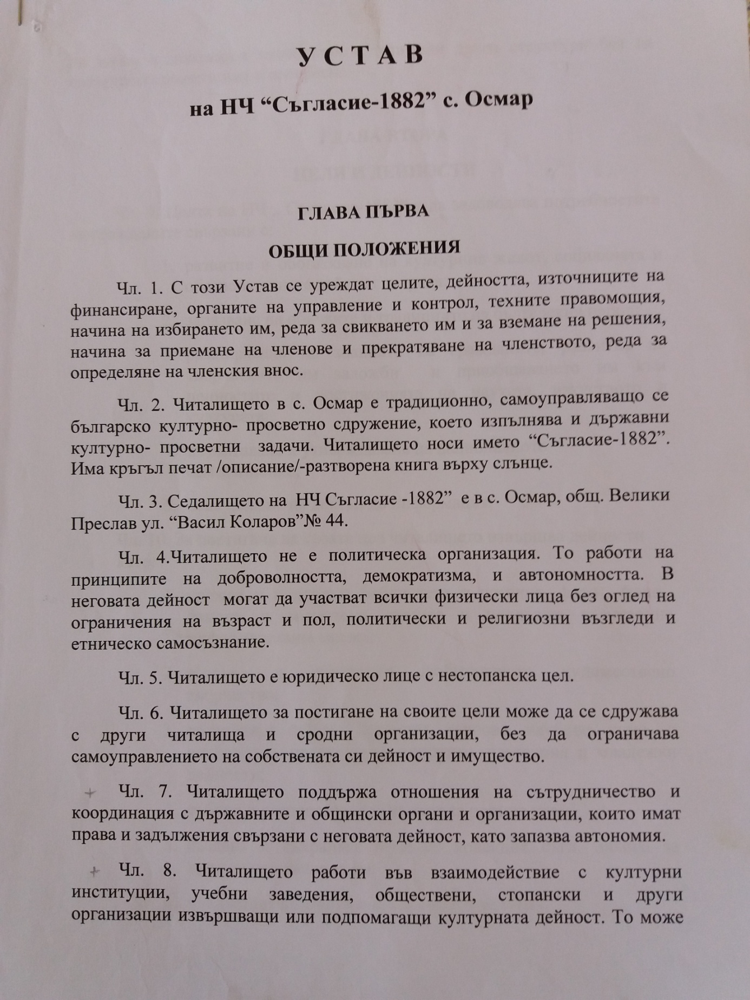 УСТАВ
на НЧ “Съгласие-1882” с. Осмар
ГЛАВА ПЪРВА
ОБЩИ ПОЛОЖЕНИЯ
Чл. 1. С този Устав се уреждат целите, дейността, източниците на
финансиране, органите на управление и контрол, техните правомощия,
начина на избирането им, реда за свикването им и за вземане на решения,
начина за приемане на членове и прекратяване на членството, реда за
определяне на членския внос.
Чл. 2. Читалището в с. Осмар е традиционно, самоуправляващо се
българско културно- просветно сдружение, което изпълнява и държавни
културно- просветни задачи. Читалището носи името “Съгласие-1882”.
Има кръгъл печат /описание/-разтворена книга върху слънце.
Чл. 3. Седалището на НЧ Съгласие -1882” е в с. Осмар, общ. Велики
Преслав ул. “Васил Коларов”№ 44.
Чл. 4.Читалището не е политическа организация. То работи на
принципите на доброволността, демократизма, и автономността. В
неговата дейност могат да участват всички физически лица без оглед на
ограничения на възраст и пол, политически и религиозни възгледи и
етническо самосъзнание.
Чл. 5. Читалището е юридическо лице с нестопанска цел.
Чл. 6. Читалището за постигане на своите цели може да се сдружава
с други читалища и сродни организации, без да ограничава
самоуправлението на собствената си дейност и имущество.
+ Чл. 7. Читалището поддържа отношения на сътрудничество и
координация с държавните и общински органи и организации, които имат
права и задължения свързани с неговата дейност, като запазва автономия.
+ Чл. 8. Читалището работи във взаимодействие с културни
институции, учебни заведения, обществени, стопански и други
организации извършващи или подпомагащи културната дейност. То може